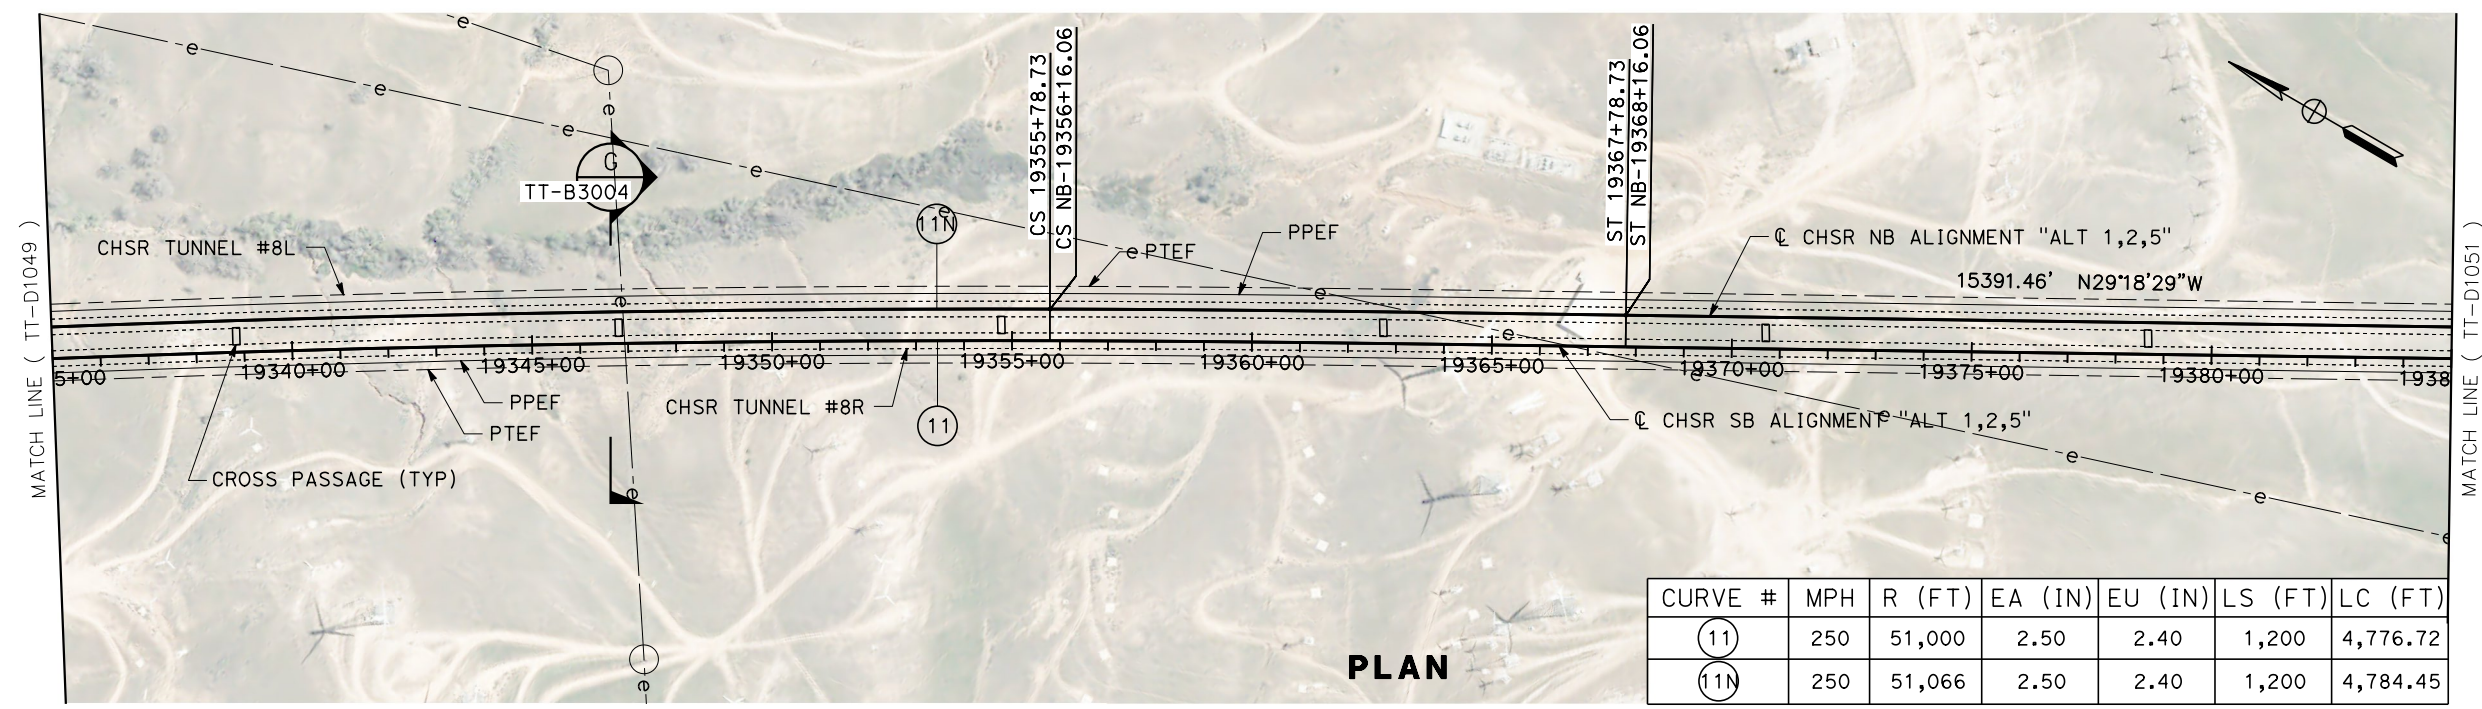 MATCH LINE ( TT-D1049 )
CHSR TUNNEL #8L
G
TT-B3004
11N
CS 19355+78.73
CS NB-19356+16.06
PTEF
PPEF
ST 19367+78.73
ST NB-19368+16.06
℄ CHSR NB ALIGNMENT "ALT 1,2,5"
15391.46' N29°18'29"W
MATCH LINE ( TT-D1051 )
5+00
19340+00
19345+00
19350+00
19355+00
19360+00
19365+00
19370+00
19375+00
19380+00
1938
PPEF
PTEF
CHSR TUNNEL #8R
11
℄ CHSR SB ALIGNMENT "ALT 1,2,5"
CROSS PASSAGE (TYP)
e e e e e e e e e e e e e e e e e e
PLAN
CURVE # MPH R (FT) EA (IN) EU (IN) LS (FT) LC (FT)
11 250 51,000 2.50 2.40 1,200 4,776.72
11N 250 51,066 2.50 2.40 1,200 4,784.45